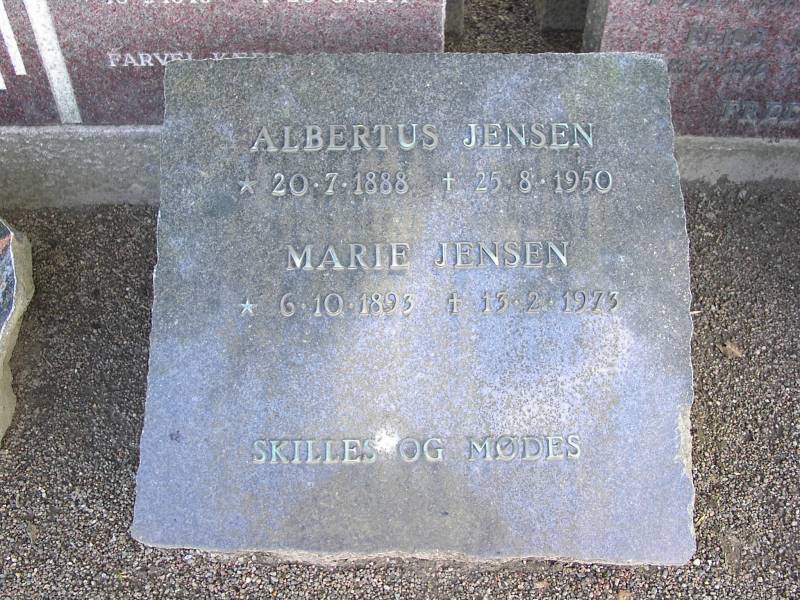 FARVEL
ALBERTUS JENSEN
★ 20·7·1888 † 25·8·1950
MARIE JENSEN
★ 6·10·1893 † 13·2·1973
SKILLES OG MØDES